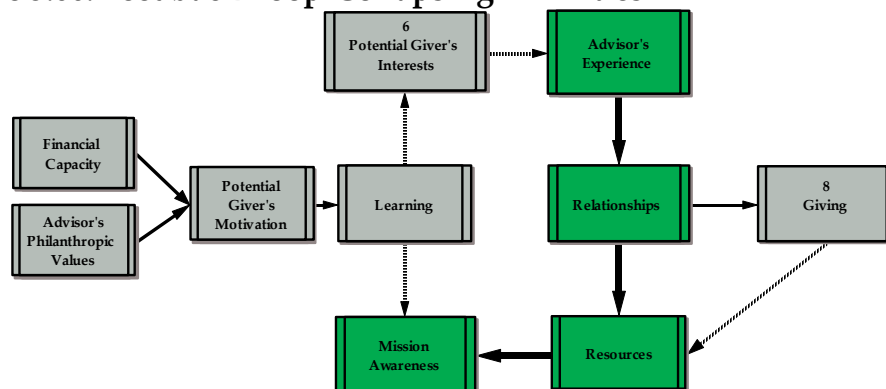 6
Potential Giver's
Interests
Advisor's
Experience
Financial
Capacity
Potential
Giver's
Motivation
Learning
Relationships
8
Giving
Advisor's
Philanthropic
Values
Mission
Awareness
Resources